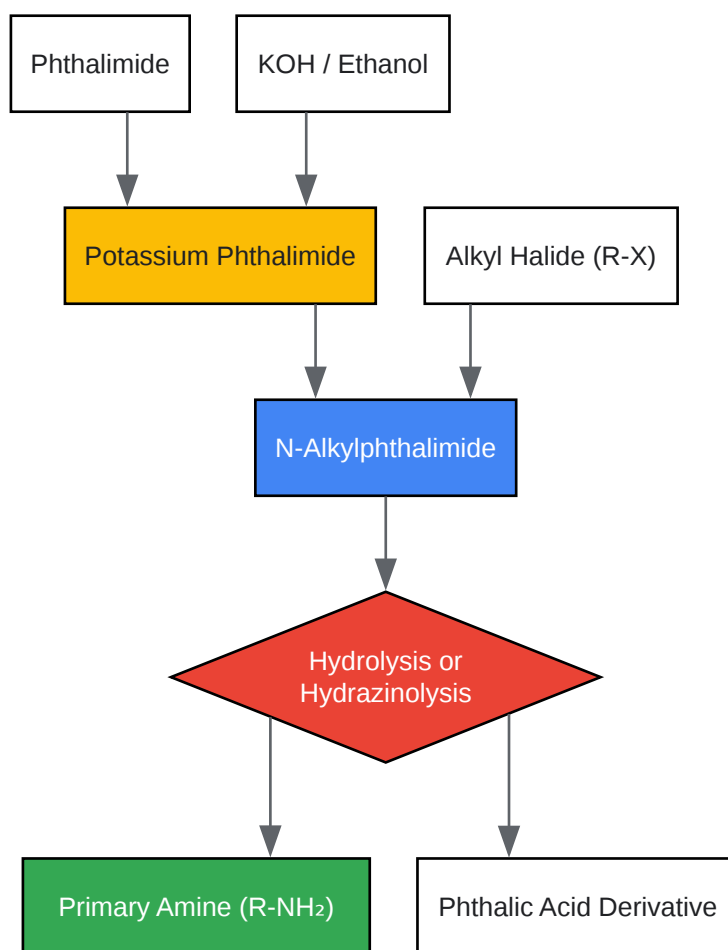 Phthalimide
KOH / Ethanol
Potassium Phthalimide
Alkyl Halide (R-X)
N-Alkylphthalimide
Hydrolysis or
Hydrazinolysis
Primary Amine (R-NH₂)
Phthalic Acid Derivative